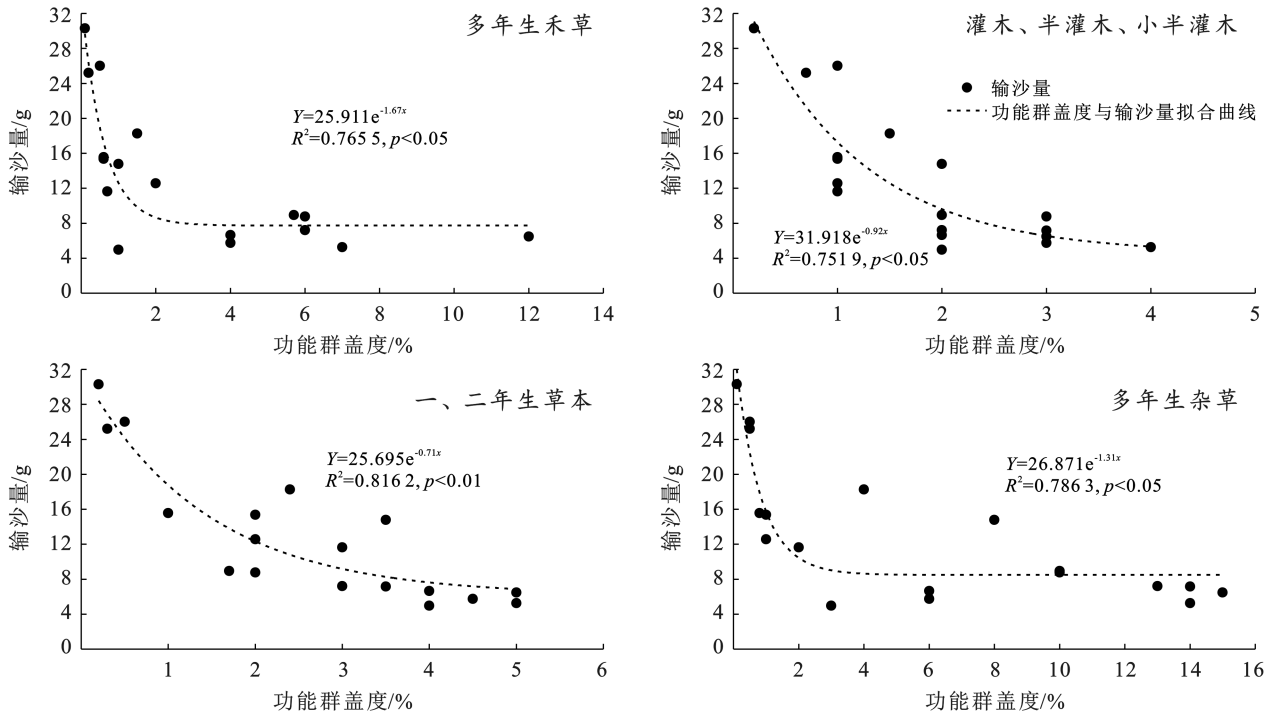 多年生禾草
输沙量/g
32
28
24
20
16
12
8
4
0
Y=25.911e^-1.67x
R²=0.765 5, p<0.05
2 4 6 8 10 12 14
功能群盖度/%
灌木、半灌木、小半灌木
输沙量/g
32
28
24
20
16
12
8
4
0
输沙量
功能群盖度与输沙量拟合曲线
Y=31.918e^-0.92x
R²=0.751 9, p<0.05
1 2 3 4 5
功能群盖度/%
一、二年生草本
输沙量/g
32
28
24
20
16
12
8
4
0
Y=25.695e^-0.71x
R²=0.816 2, p<0.01
1 2 3 4 5 6
功能群盖度/%
多年生杂草
输沙量/g
32
28
24
20
16
12
8
4
0
Y=26.871e^-1.31x
R²=0.786 3, p<0.05
2 4 6 8 10 12 14 16
功能群盖度/%